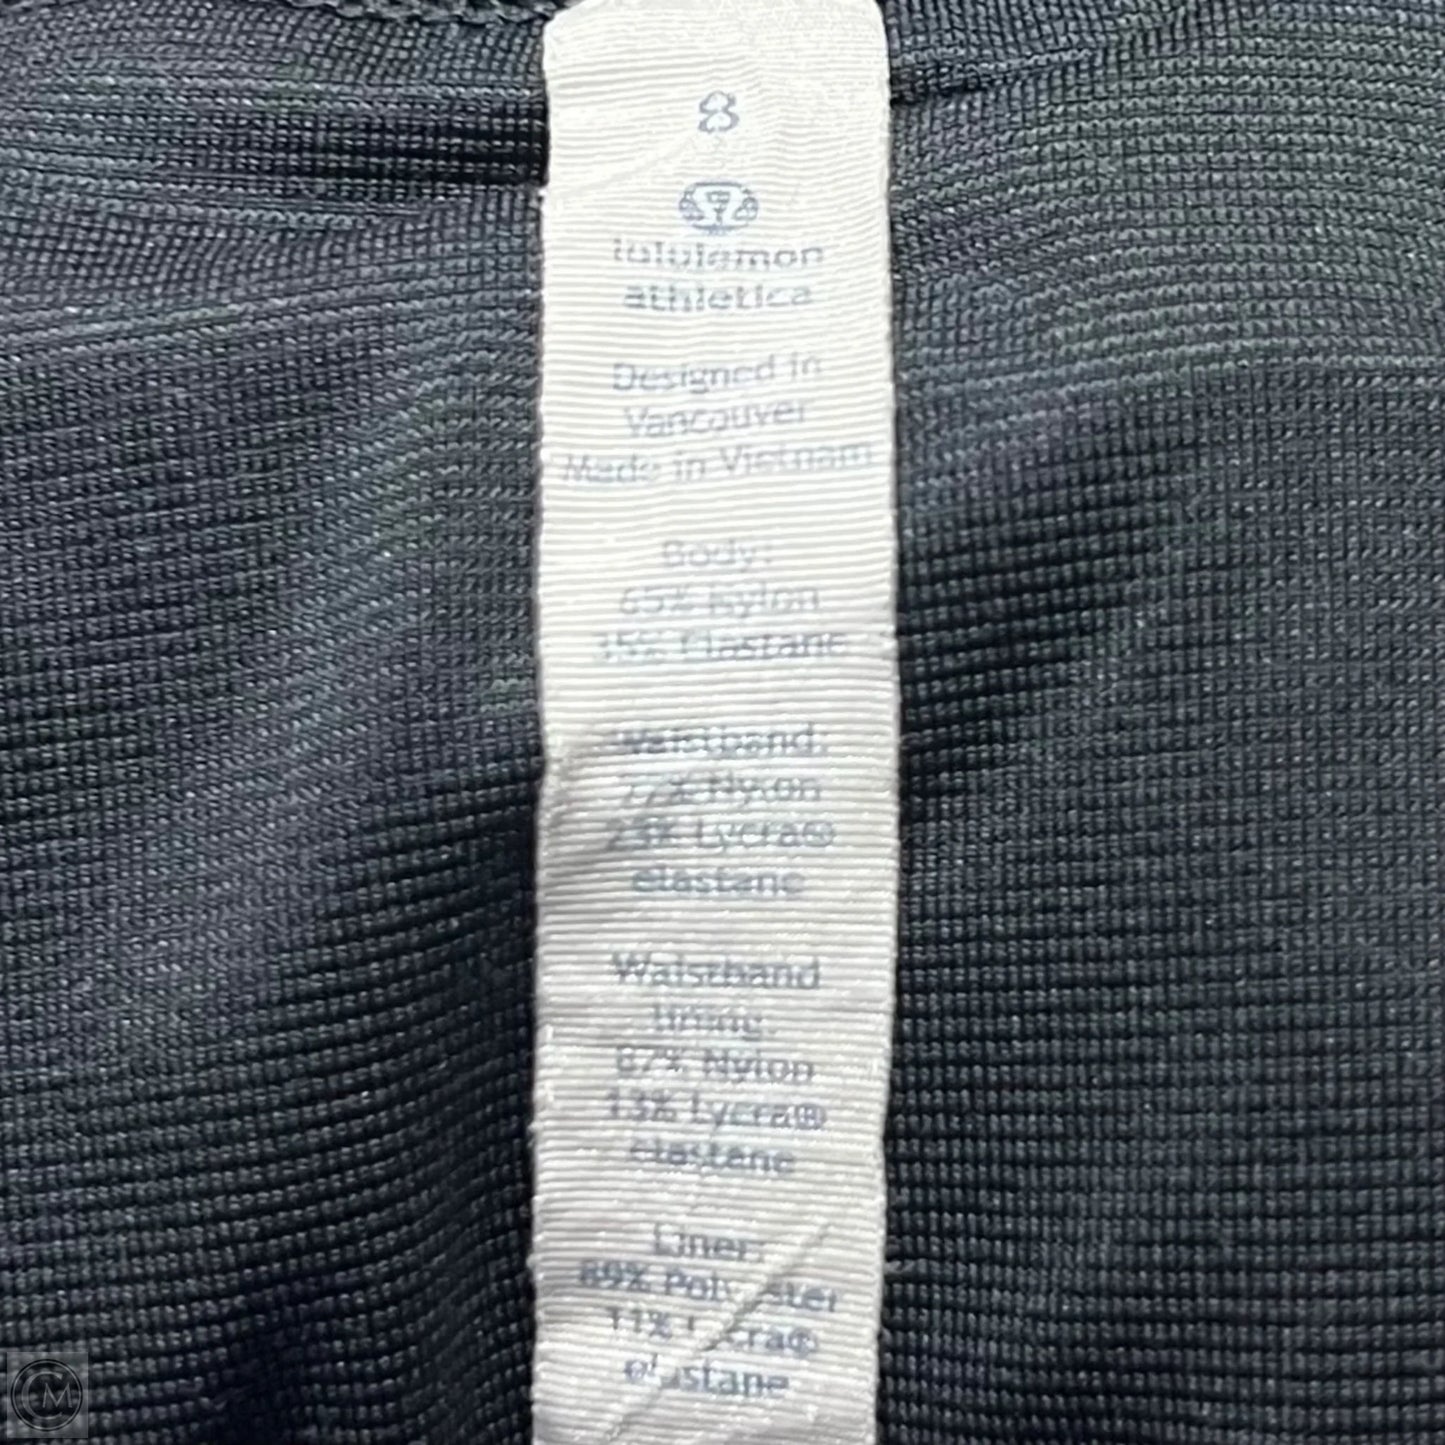 8
lululemon
athletica
Designed in
Vancouver
Made in Vietnam
Body:
65% Nylon
35% Elastane
Waistband:
77% Nylon
23% Lycra®
elastane
Waistband
lining:
87% Nylon
13% Lycra®
elastane
Liner:
89% Polyester
11% Lycra®
elastane
CM